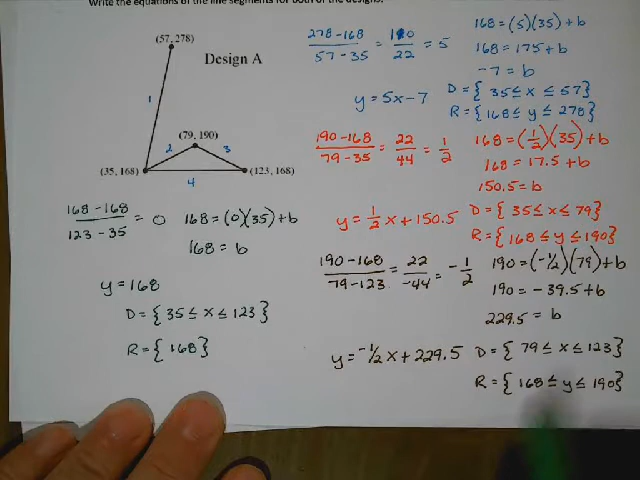 Write the equations of the line segments for both of the designs.
(57, 278)
Design A
1
(79, 190)
2 3
(35, 168) (123, 168)
4
278-168/57-35 = 110/22 = 5
168 = (5)(35) + b
168 = 175 + b
-7 = b
y = 5x - 7
D = { 35 ≤ x ≤ 57 }
R = { 168 ≤ y ≤ 278 }
190-168/79-35 = 22/44 = 1/2
168 = (1/2)(35) + b
168 = 17.5 + b
150.5 = b
y = 1/2 x + 150.5
D = { 35 ≤ x ≤ 79 }
R = { 168 ≤ y ≤ 190 }
190-168/79-123 = 22/-44 = -1/2
190 = (-1/2)(79) + b
190 = -39.5 + b
229.5 = b
y = -1/2 x + 229.5
D = { 79 ≤ x ≤ 123 }
R = { 168 ≤ y ≤ 190 }
168-168/123-35 = 0
168 = (0)(35) + b
168 = b
y = 168
D = { 35 ≤ x ≤ 123 }
R = { 168 }